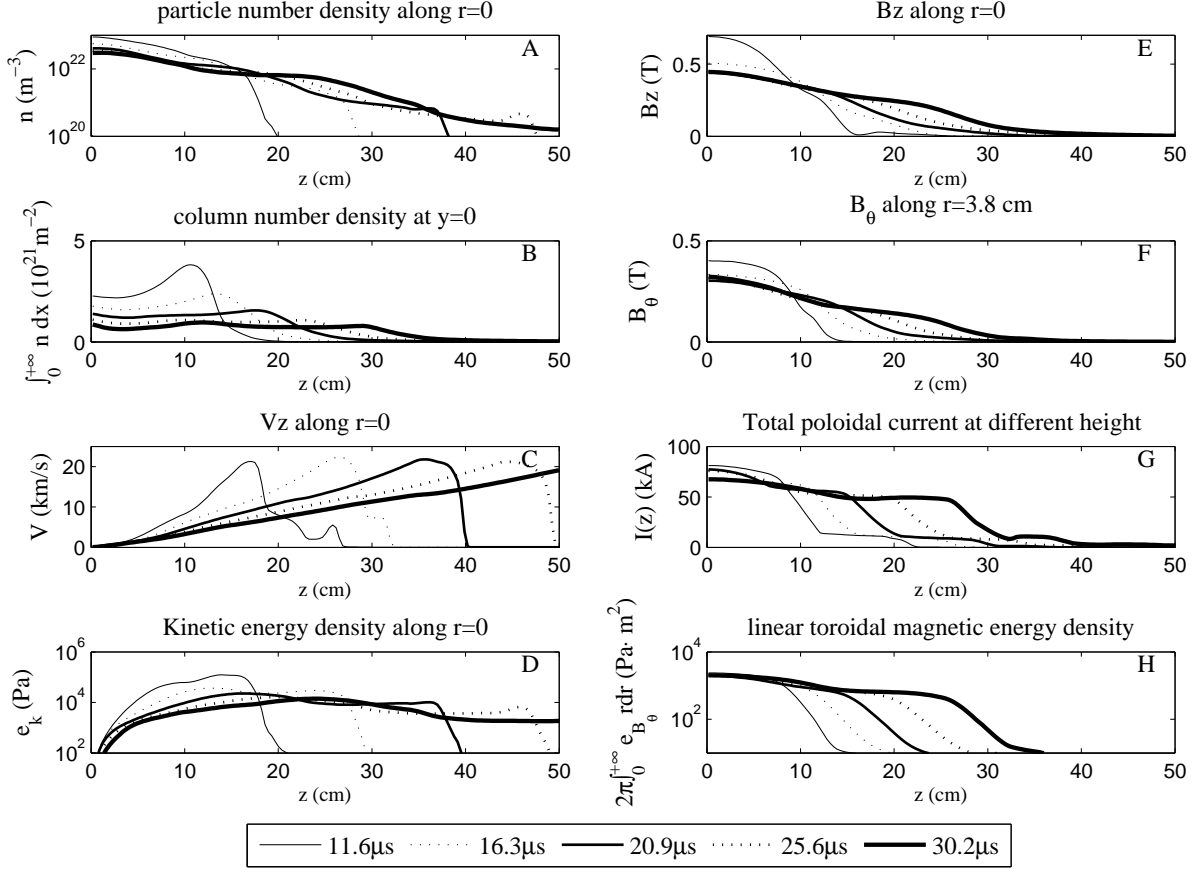 particle number density along r=0
A
n (m⁻³)
10²²
10²⁰
0 10 20 30 40 50
z (cm)
Bz along r=0
E
Bz (T)
0.5
0
0 10 20 30 40 50
z (cm)
column number density at y=0
B
∫₀⁺∞ n dx (10²¹m⁻²)
5
0
0 10 20 30 40 50
z (cm)
B_θ along r=3.8 cm
F
B_θ (T)
0.5
0
0 10 20 30 40 50
z (cm)
Vz along r=0
C
V (km/s)
20
10
0
0 10 20 30 40 50
z (cm)
Total poloidal current at different height
G
I(z) (kA)
100
50
0
0 10 20 30 40 50
z (cm)
Kinetic energy density along r=0
D
e_k (Pa)
10⁶
10⁴
10²
0 10 20 30 40 50
z (cm)
linear toroidal magnetic energy density
H
2π∫₀⁺∞ e_{B_θ} rdr (Pa· m²)
10⁴
10²
0 10 20 30 40 50
z (cm)
11.6μs 16.3μs 20.9μs 25.6μs 30.2μs